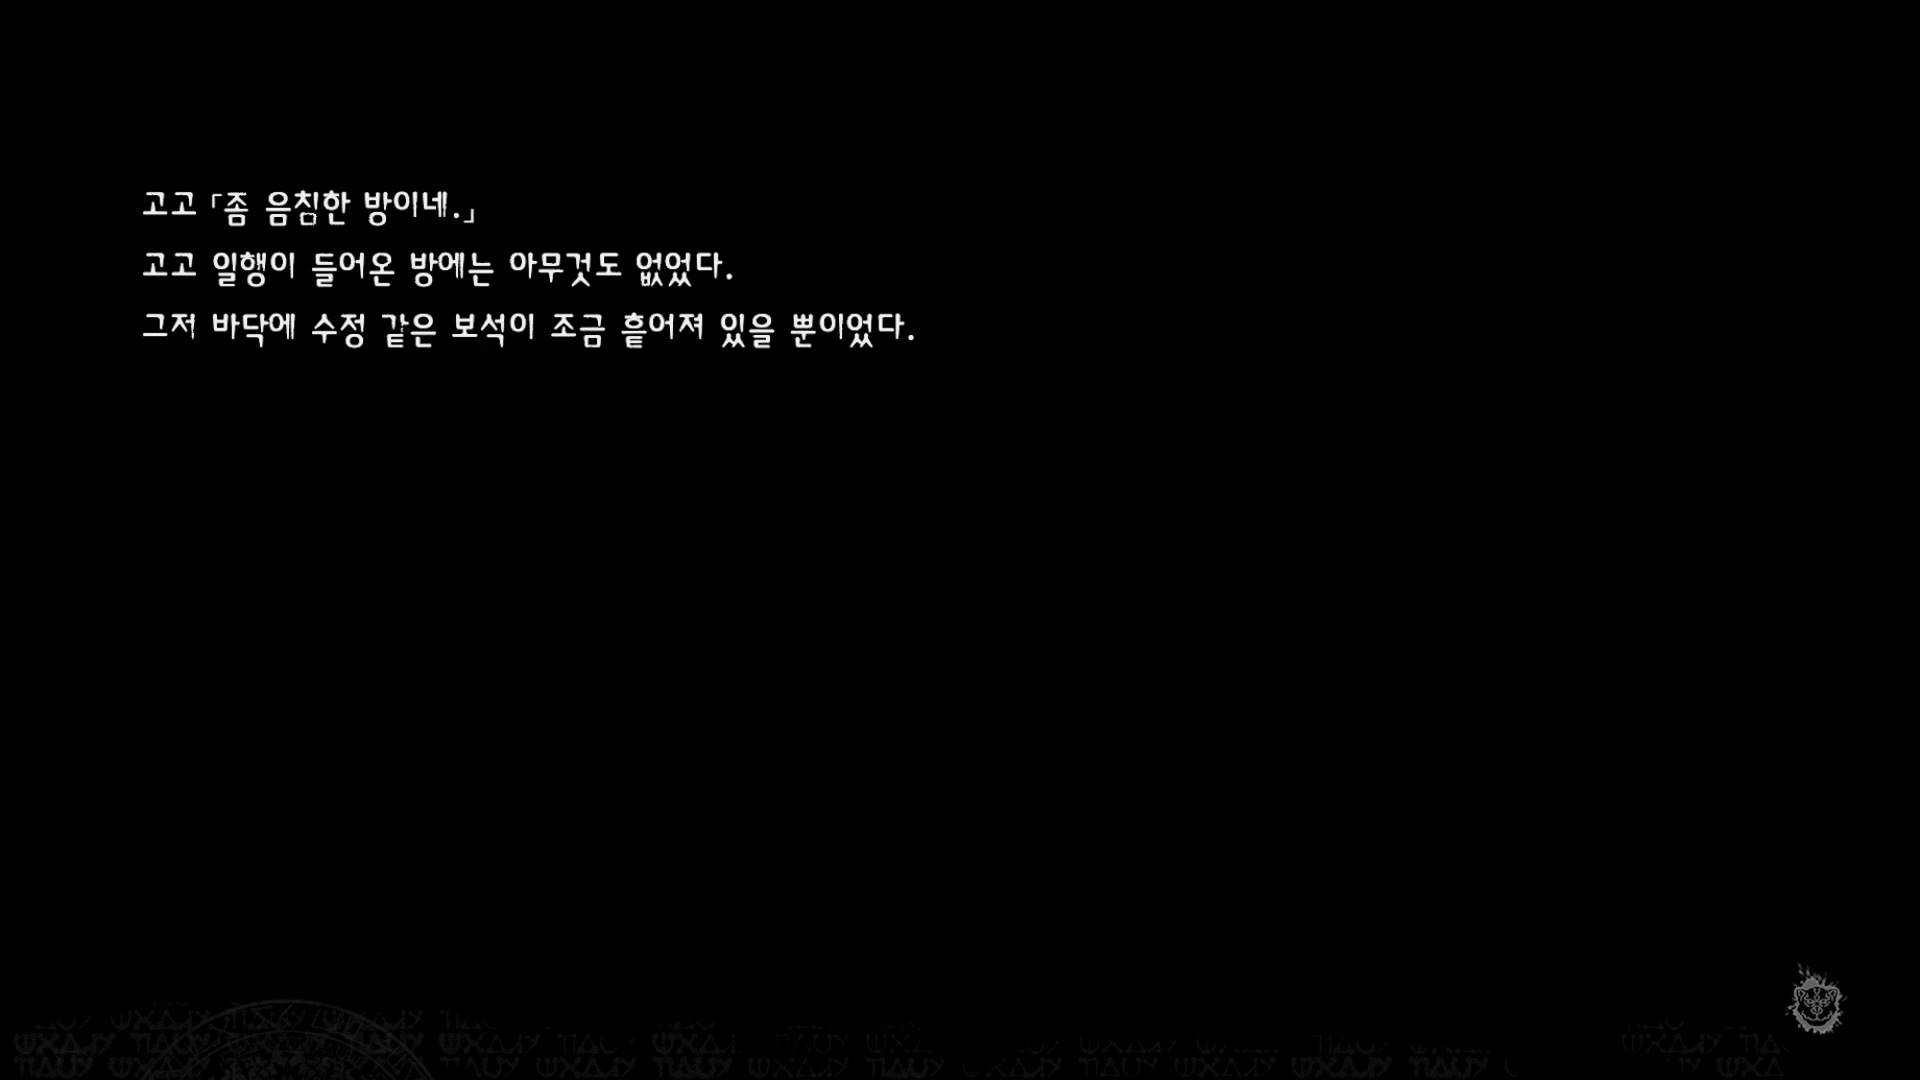 고고 「좀 음침한 방이네.」
고고 일행이 들어온 방에는 아무것도 없었다.
그저 바닥에 수정 같은 보석이 조금 흩어져 있을 뿐이었다.